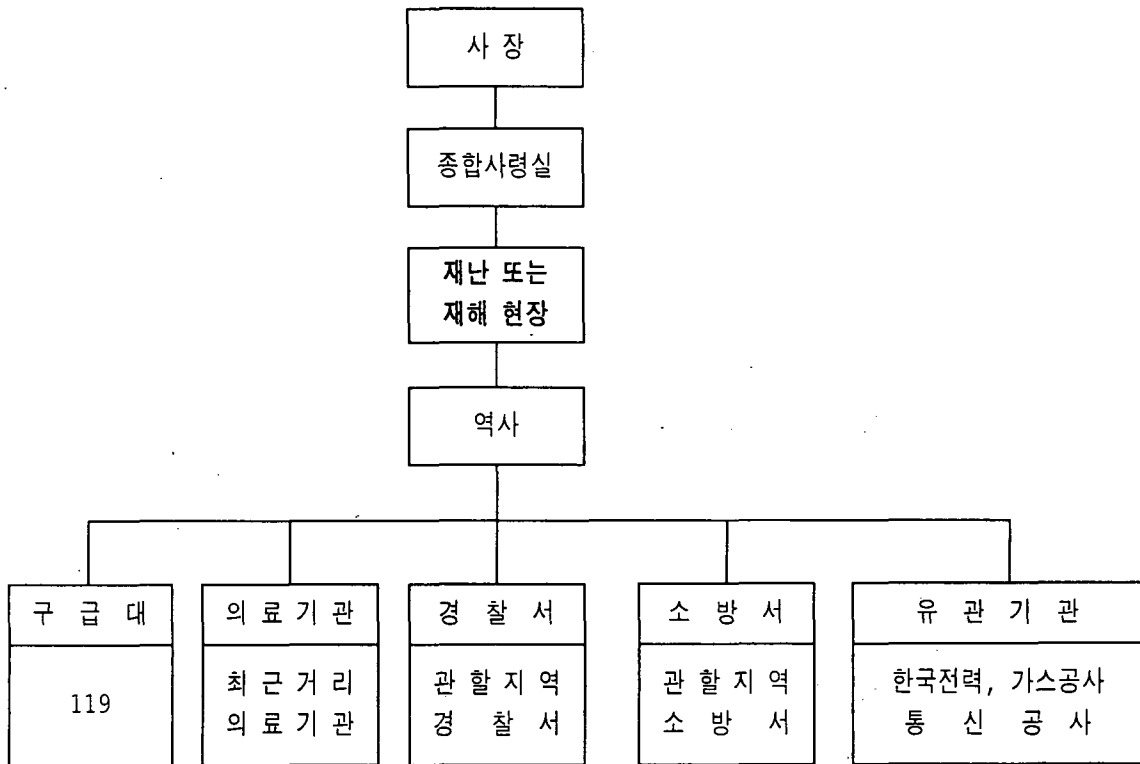 사 장
종합사령실
재난 또는
재해 현장
역사
구 급 대
119
의 료 기 관
최 근 거 리
의 료 기 관
경 찰 서
관 할 지 역
경 찰 서
소 방 서
관 할 지 역
소 방 서
유 관 기 관
한국전력, 가스공사
통 신 공 사